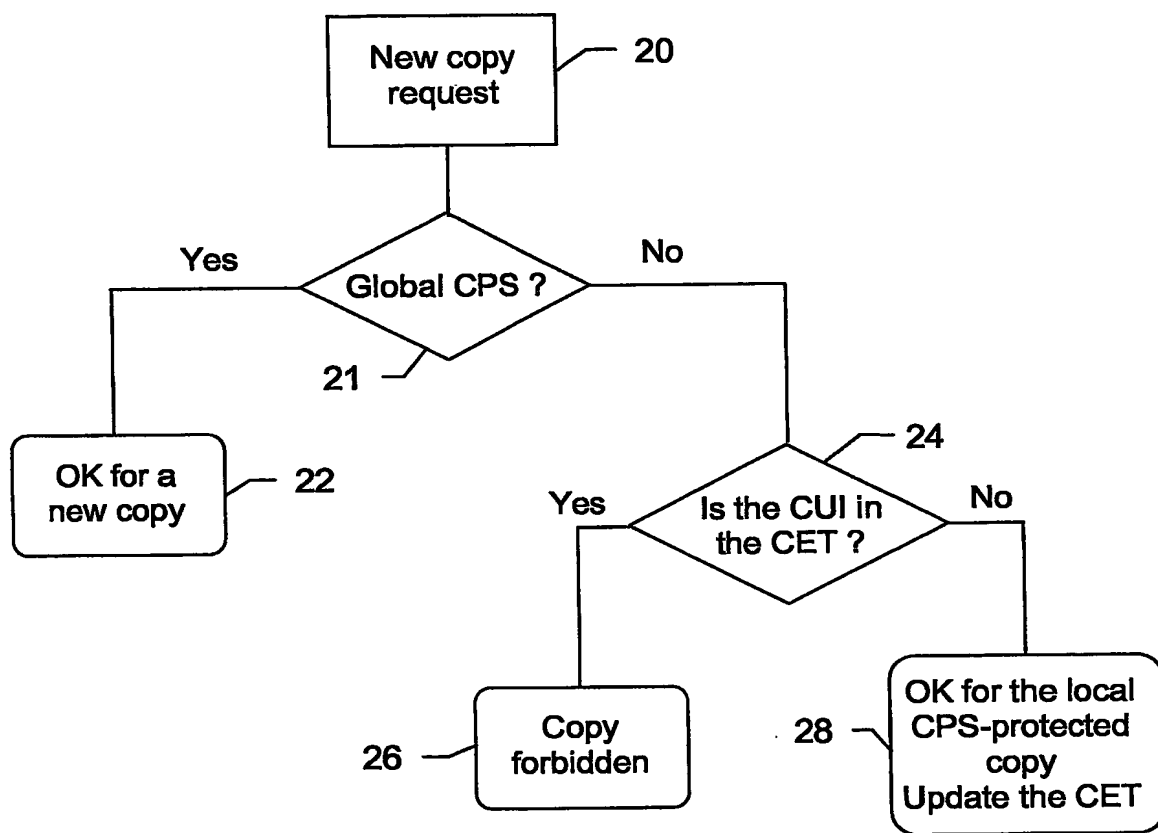 New copy
request
20
Yes
No
Global CPS ?
21
24
OK for a
new copy
22
Yes
No
Is the CUI in
the CET ?
Copy
forbidden
26
OK for the local
CPS-protected
copy
Update the CET
28